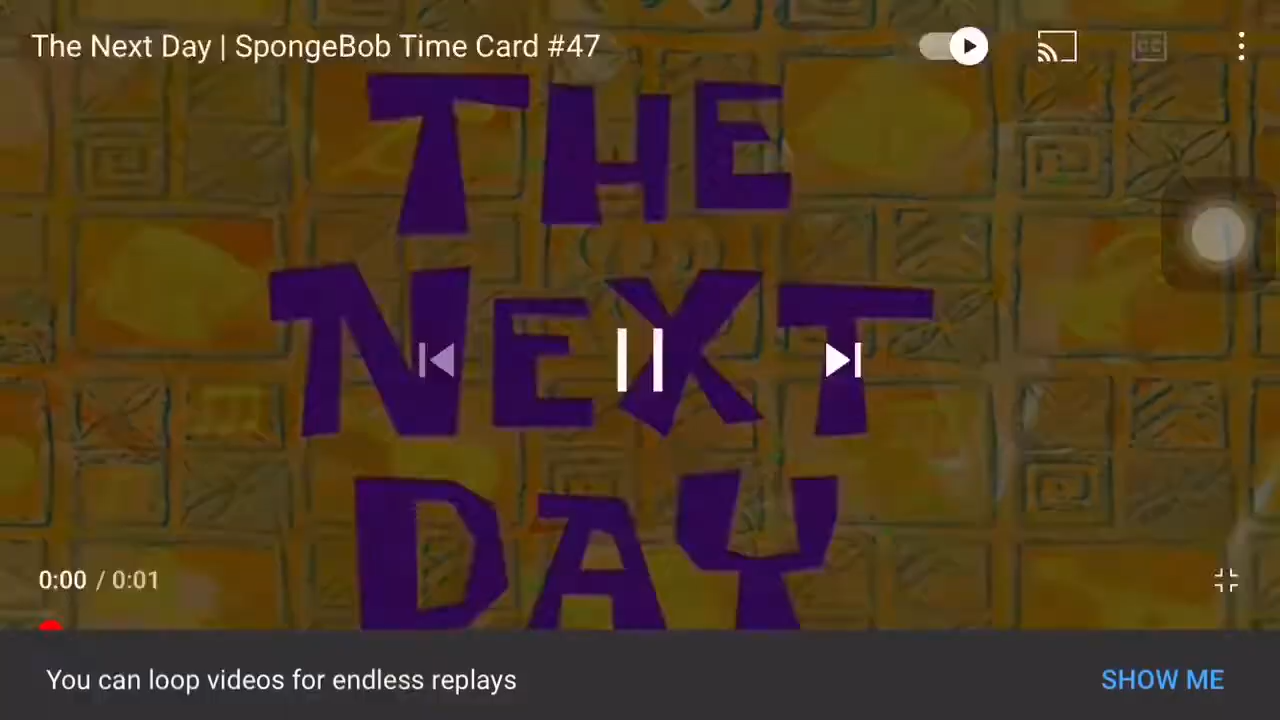 The Next Day | SpongeBob Time Card #47
CC
THE
NEXT
DAY
0:00 / 0:01
You can loop videos for endless replays
SHOW ME